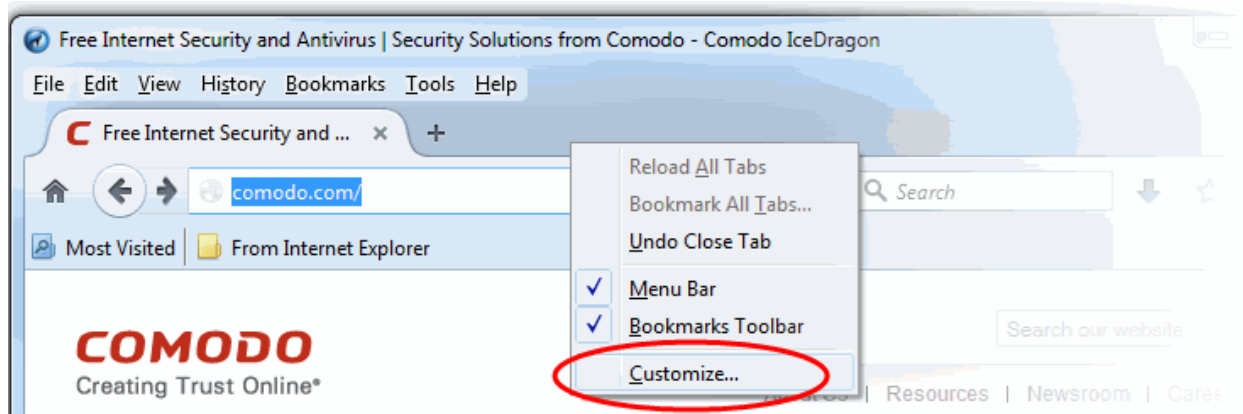 Free Internet Security and Antivirus | Security Solutions from Comodo - Comodo IceDragon
File Edit View History Bookmarks Tools Help
Free Internet Security and ... × +
comodo.com/
Search
Most Visited
From Internet Explorer
Reload All Tabs
Bookmark All Tabs...
Undo Close Tab
Menu Bar
Bookmarks Toolbar
Customize...
COMODO
Creating Trust Online®
Search our website
Us | Resources | Newsroom |